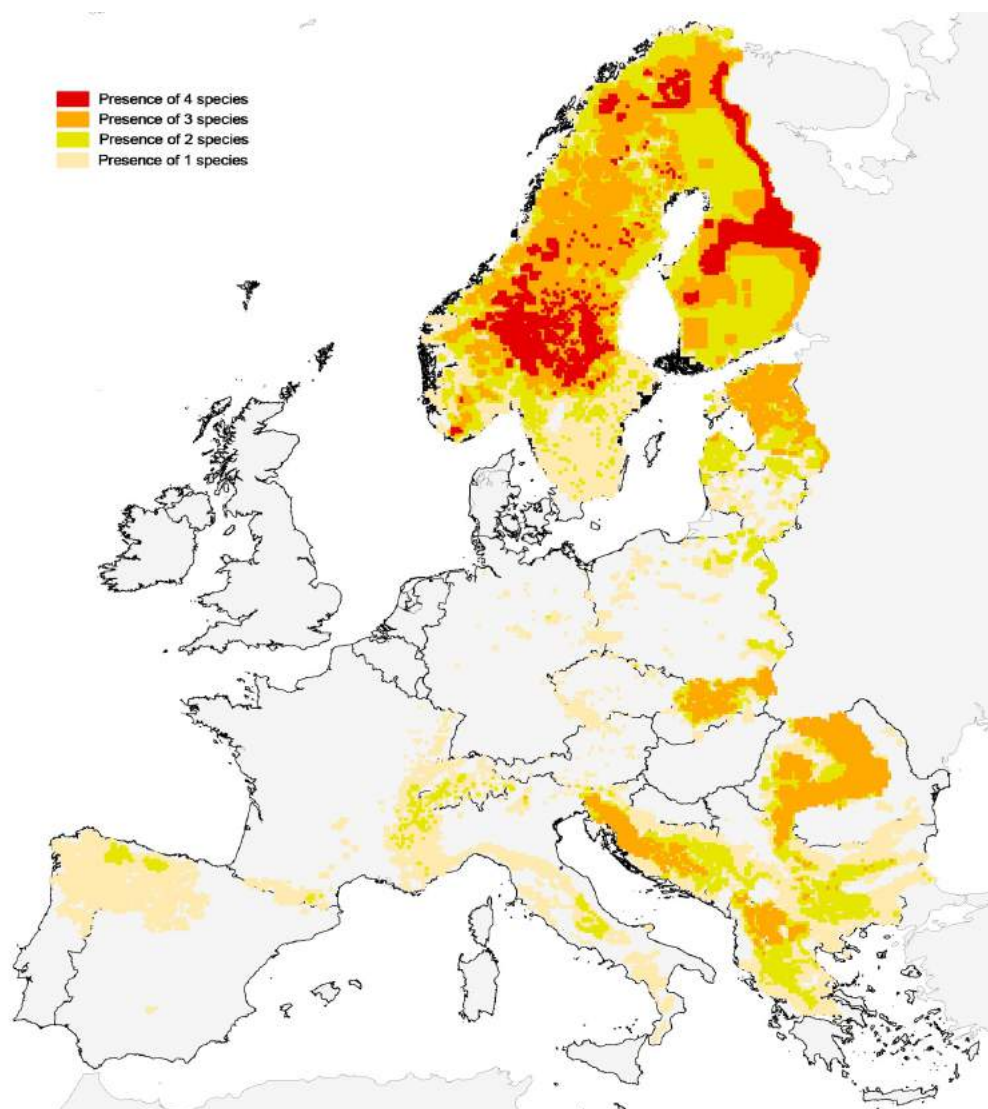 Presence of 4 species
Presence of 3 species
Presence of 2 species
Presence of 1 species